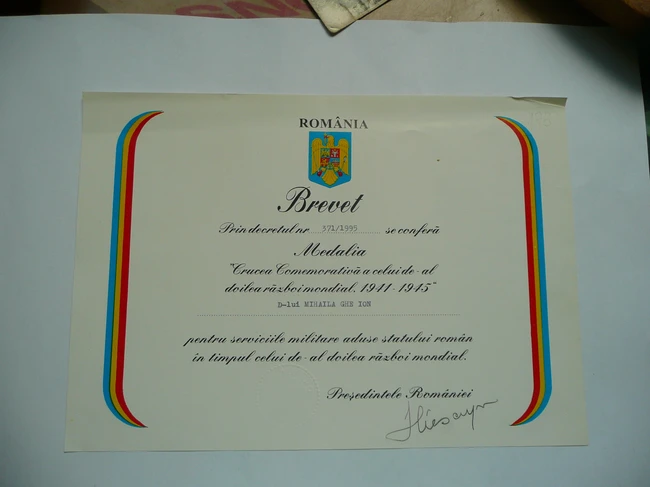 ROMÂNIA
Brevet
Prin decretul nr 371/1995 se conferă
Medalia
"Crucea Comemorativă a celui de-al
doilea război mondial, 1941-1945"
D-lui MIHAILA GHE ION
pentru serviciile militare aduse statului român
în timpul celui de-al doilea război mondial.
Președintele României